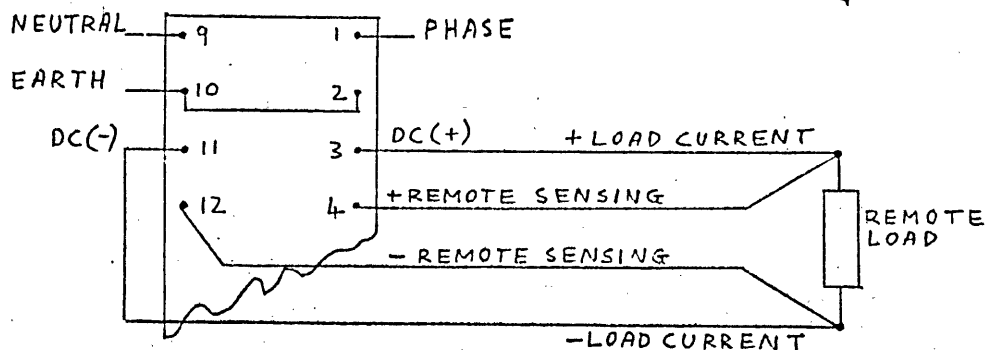 NEUTRAL 9 1 PHASE
EARTH 10 2
DC(-) 11 3 DC(+) +LOAD CURRENT
12 4 +REMOTE SENSING
REMOTE
LOAD
- REMOTE SENSING
-LOAD CURRENT